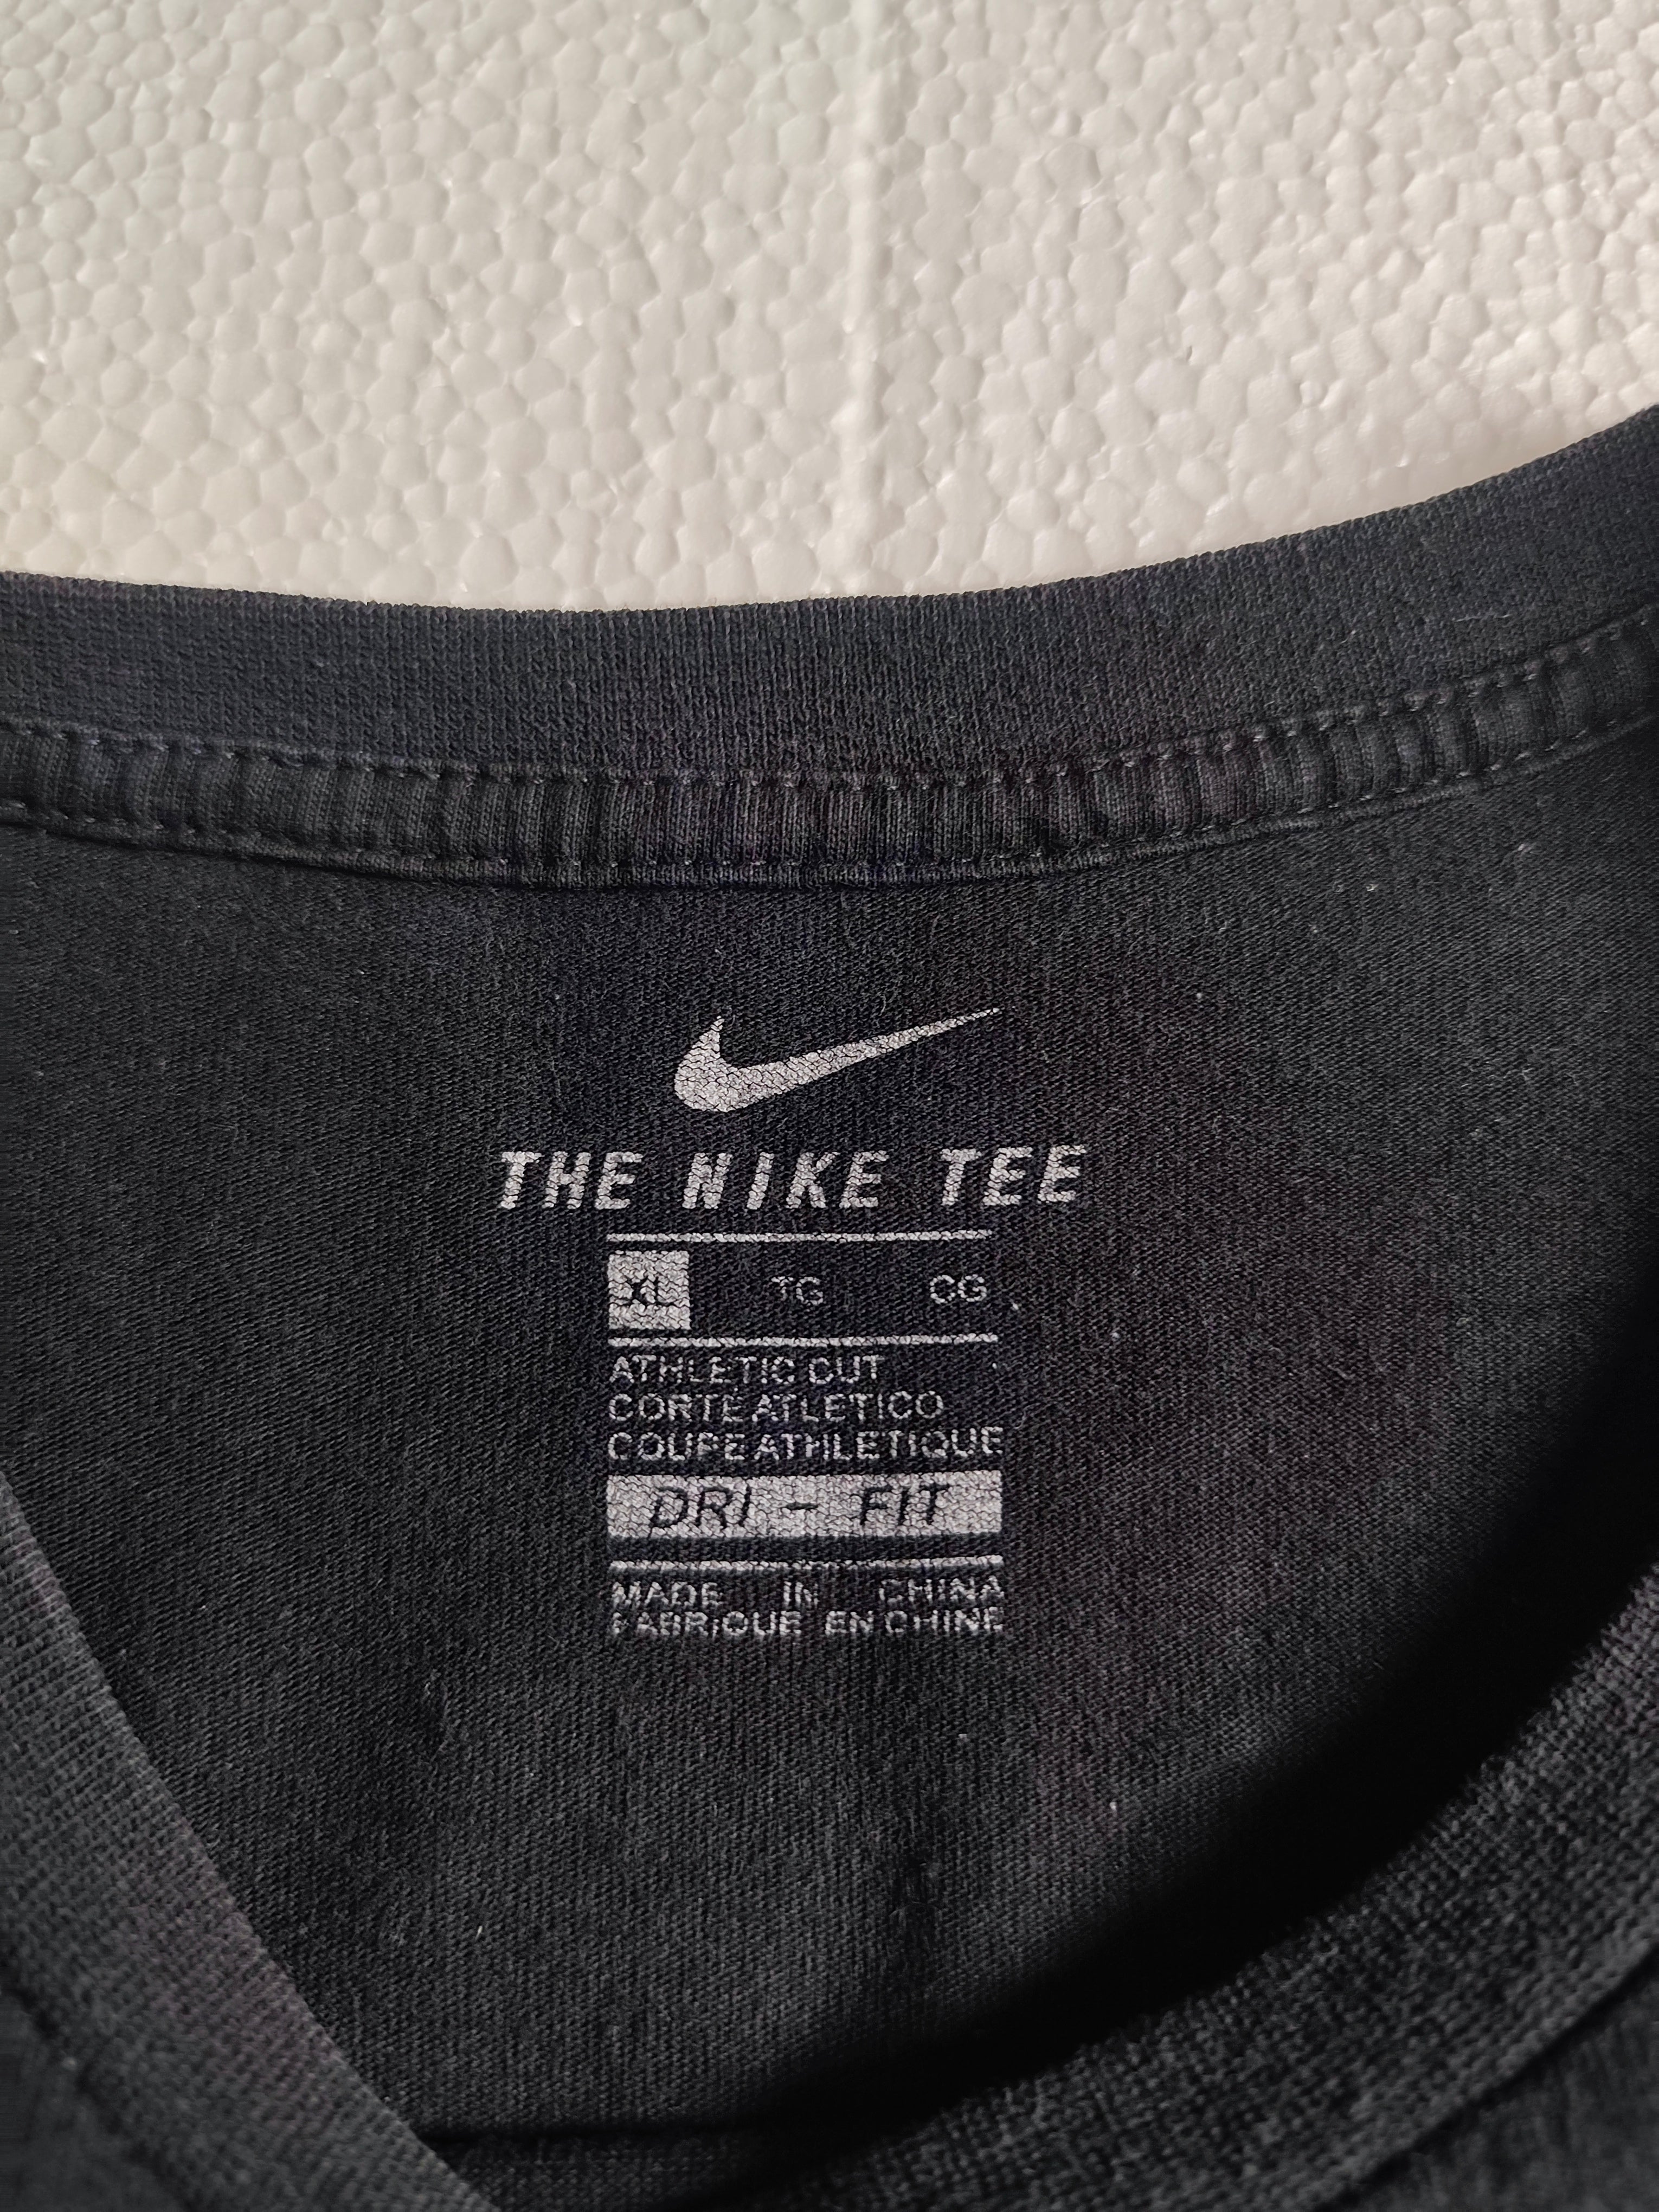 THE NIKE TEE
XL TG GG
ATHLETIC CUT
CORTE ATLETICO
COUPE ATHLETIQUE
DRI - FIT
MADE IN CHINA
FABRIQUE EN CHINE